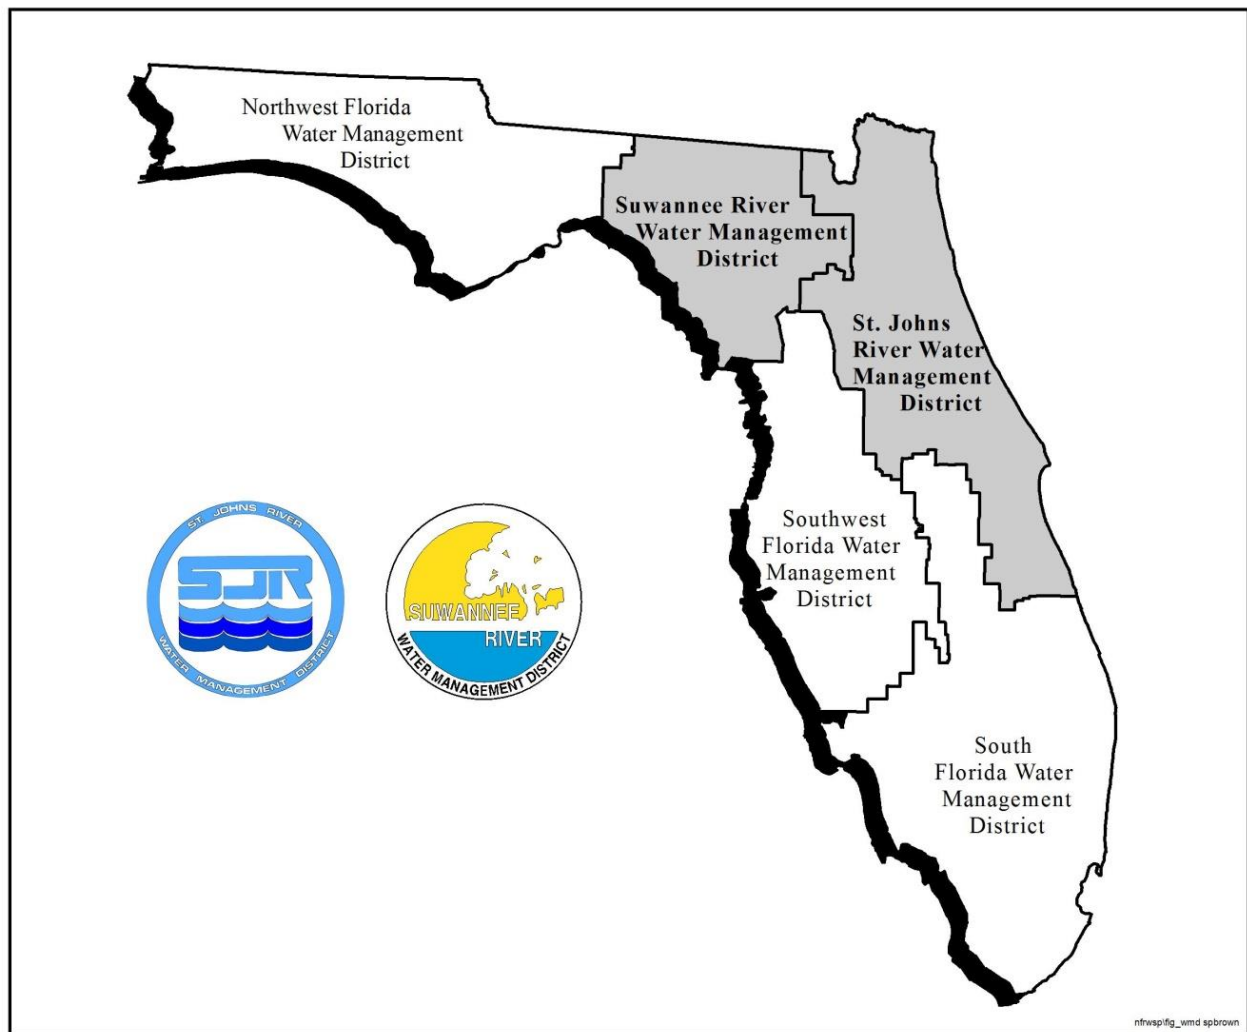 Northwest Florida
Water Management
District
Suwannee River
Water Management
District
St. Johns
River Water
Management
District
ST. JOHNS RIVER
SJR
WATER MANAGEMENT DISTRICT
SUWANNEE
RIVER
WATER MANAGEMENT DISTRICT
Southwest
Florida Water
Management
District
South
Florida Water
Management
District
nfrwsp\fig_wmd spbrown